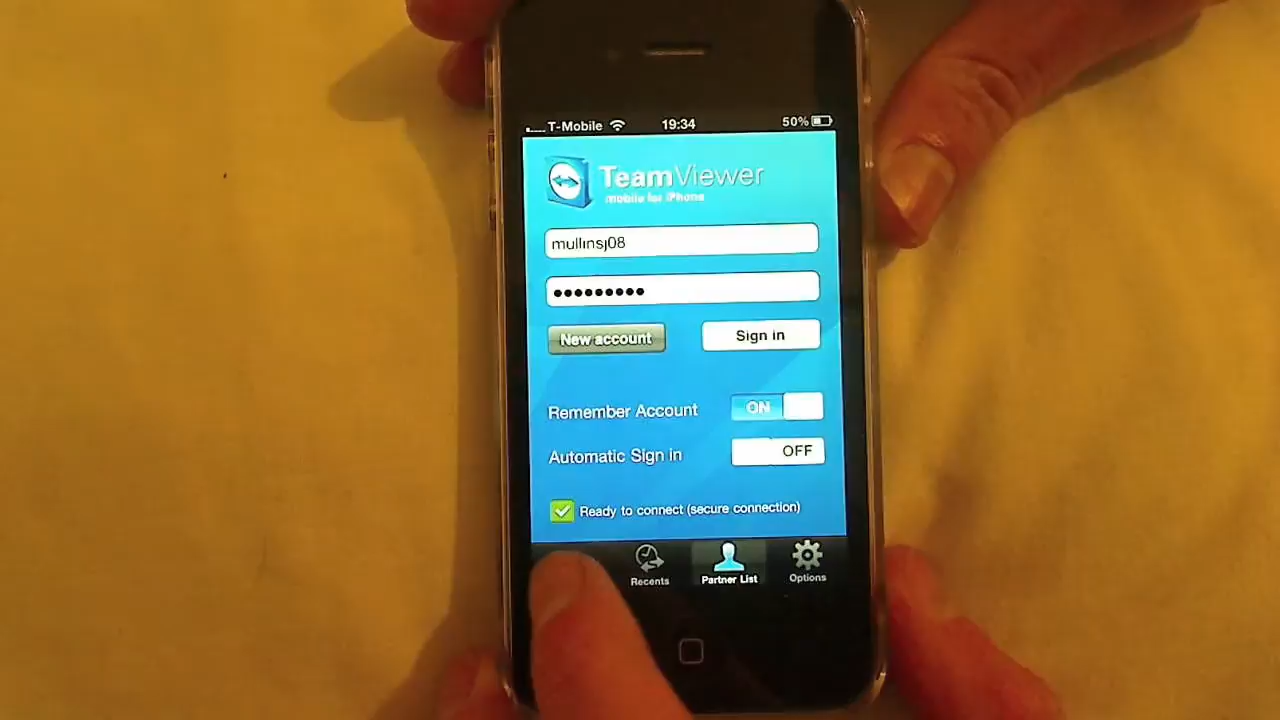 T-Mobile 19:34 50%
TeamViewer
mobile for iPhone
mullinsj08
•••••••••
New account Sign in
Remember Account ON
Automatic Sign in OFF
Ready to connect (secure connection)
Recents Partner List Options